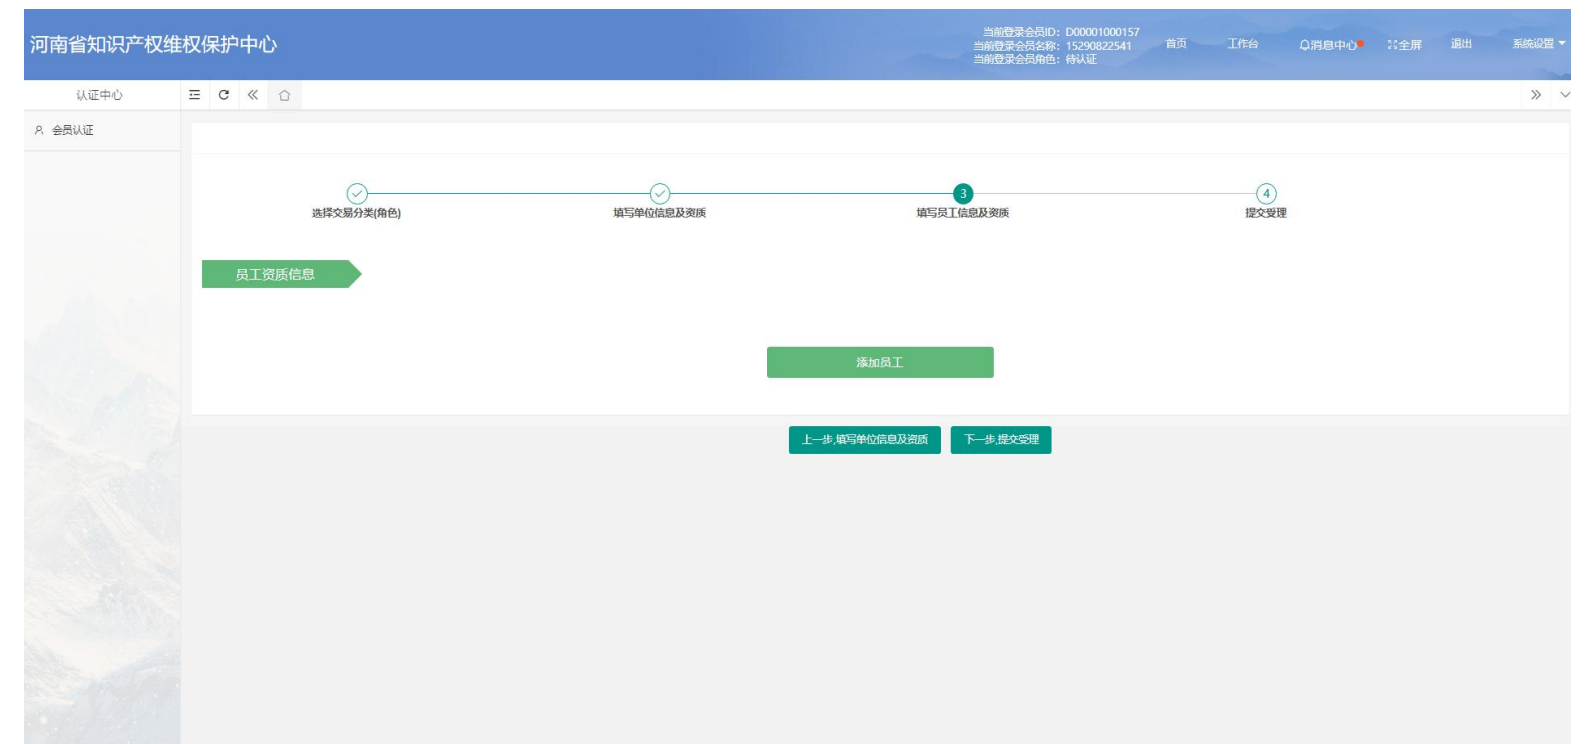 河南省知识产权维权保护中心
当前登录会员ID: D00001000157
当前登录会员名称: 15290822541
当前登录会员角色: 待认证
首页 工作台 消息中心 全屏 退出 系统设置
认证中心
会员认证
3 4
选择交易分类(角色) 填写单位信息及资质 填写员工信息及资质 提交受理
员工资质信息
添加员工
上一步,填写单位信息及资质 下一步,提交受理